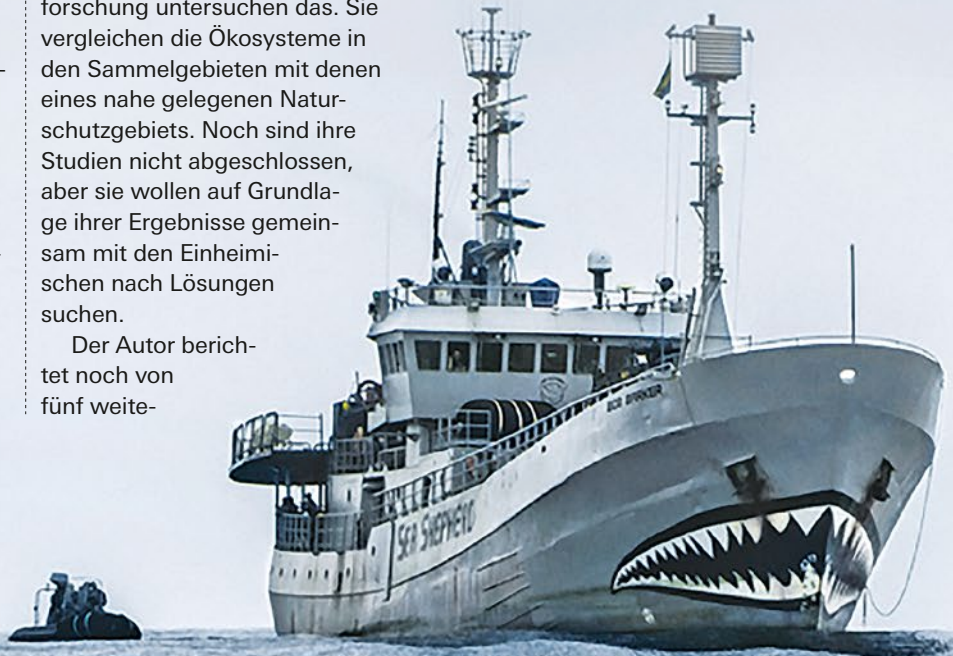 forschung untersuchen das. Sie
vergleichen die Ökosysteme in
den Sammelgebieten mit denen
eines nahe gelegenen Natur-
schutzgebiets. Noch sind ihre
Studien nicht abgeschlossen,
aber sie wollen auf Grundla-
ge ihrer Ergebnisse gemein-
sam mit den Einheimi-
schen nach Lösungen
suchen.
Der Autor berich-
tet noch von
fünf weite-
BOB BARKER
SEA SHEPHERD